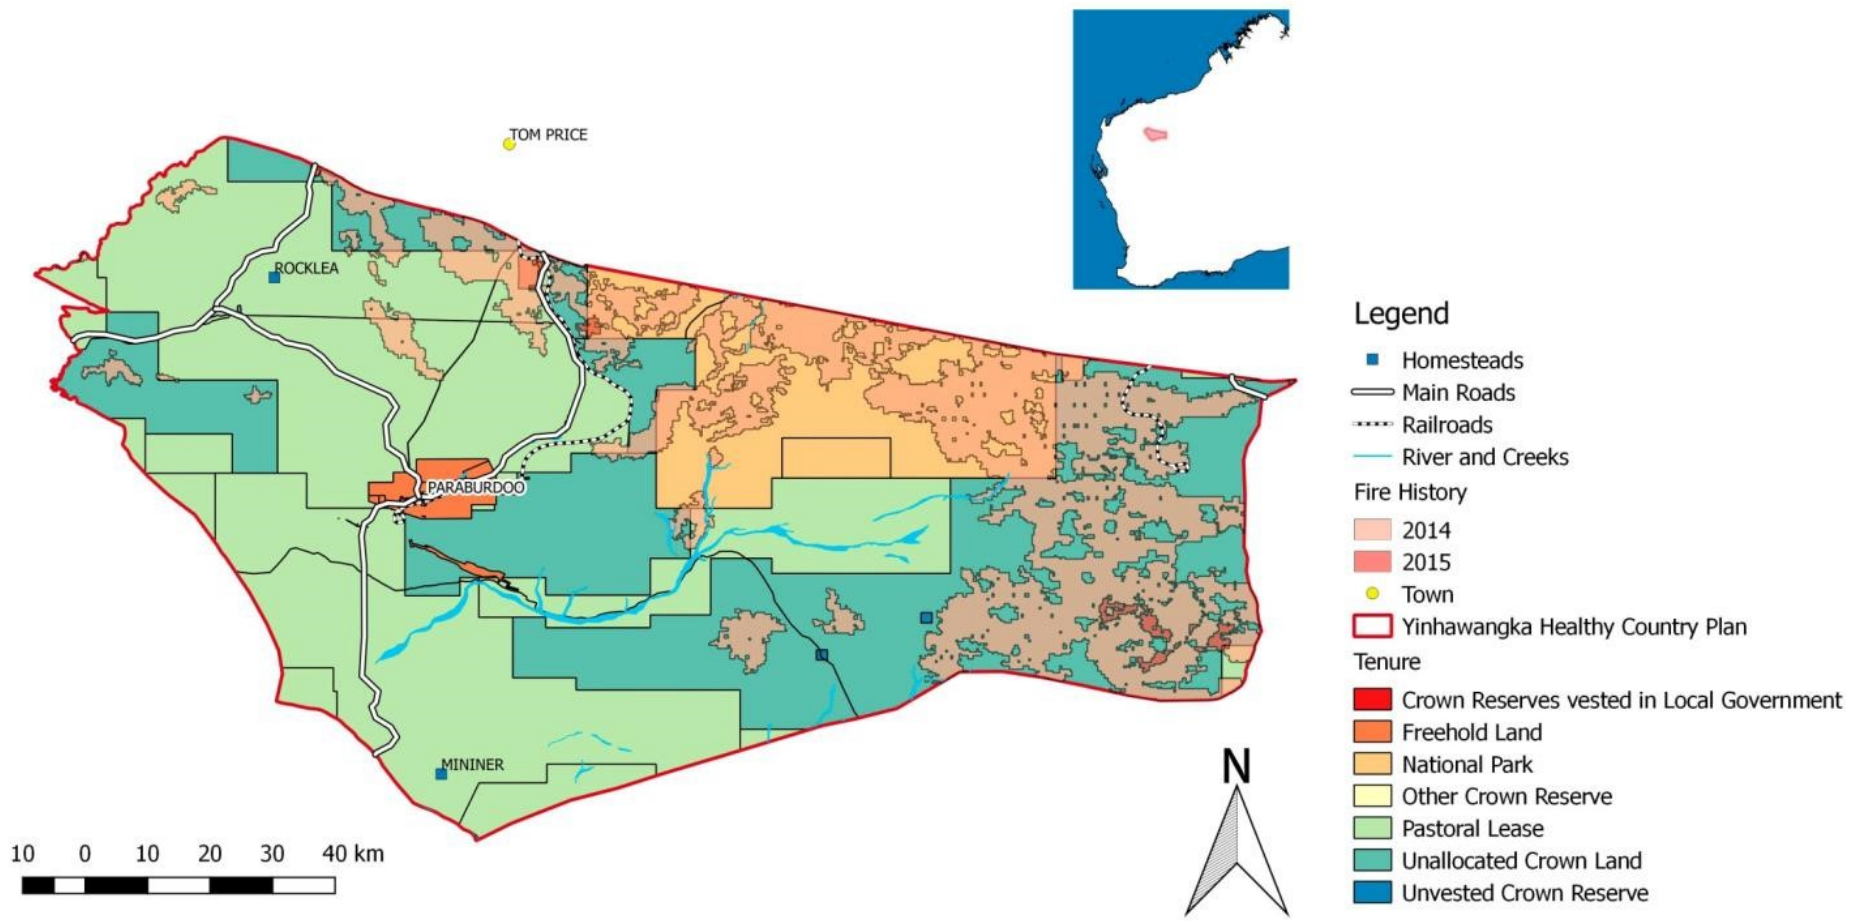 TOM PRICE
ROCKLEA
PARABURDOO
MININER
10 0 10 20 30 40 km
N
Legend
Homesteads
Main Roads
Railroads
River and Creeks
Fire History
2014
2015
Town
Yinhawangka Healthy Country Plan
Tenure
Crown Reserves vested in Local Government
Freehold Land
National Park
Other Crown Reserve
Pastoral Lease
Unallocated Crown Land
Unvested Crown Reserve